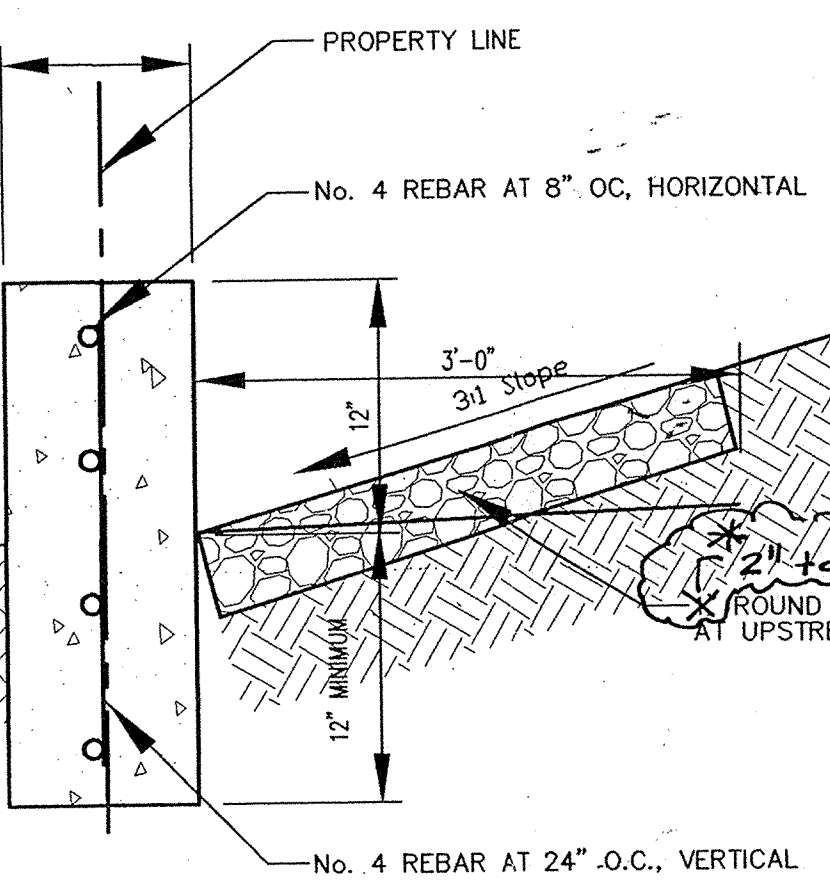 PROPERTY LINE
No. 4 REBAR AT 8" OC, HORIZONTAL
3'-0"
3:1 Slope
12"
2"
ROUND
AT
12" MINIMUM
No. 4 REBAR AT 24" O.C., VERTICAL